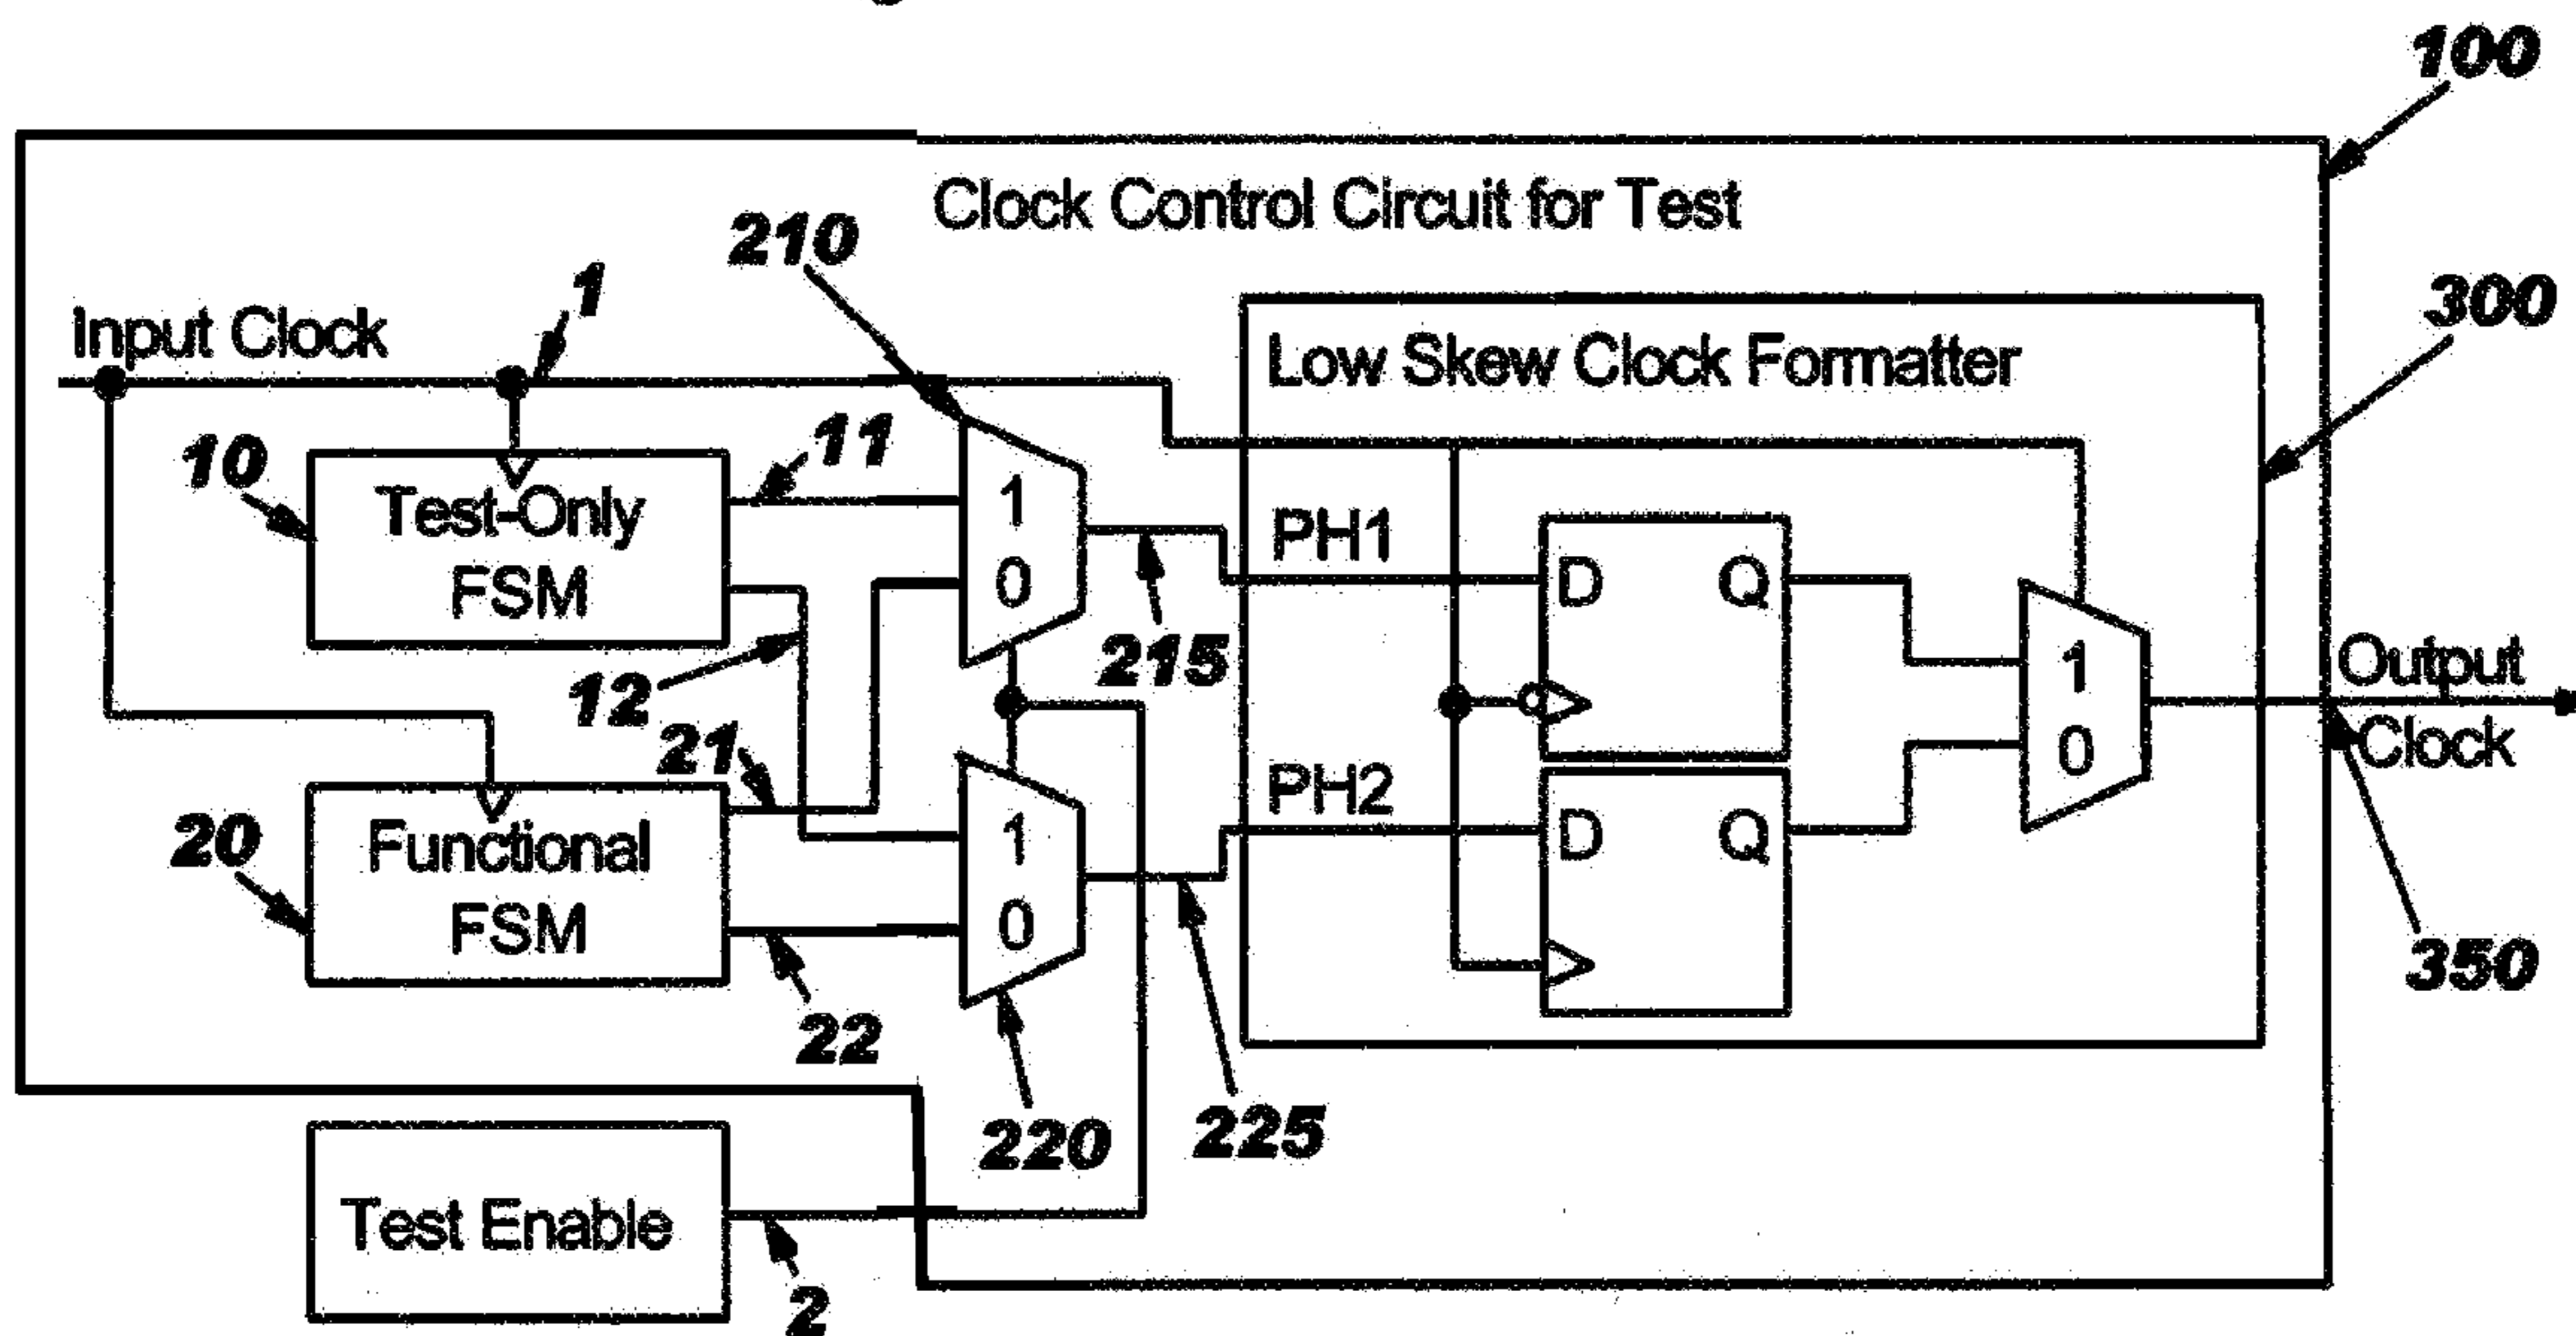 100
Clock Control Circuit for Test
210
1
300
Input Clock
Low Skew Clock Formatter
11
10
Test-Only
FSM
1
0
PH1
D
Q
215
12
21
1
0
Output
Clock
20
Functional
FSM
1
0
PH2
D
Q
22
350
220
225
Test Enable
2